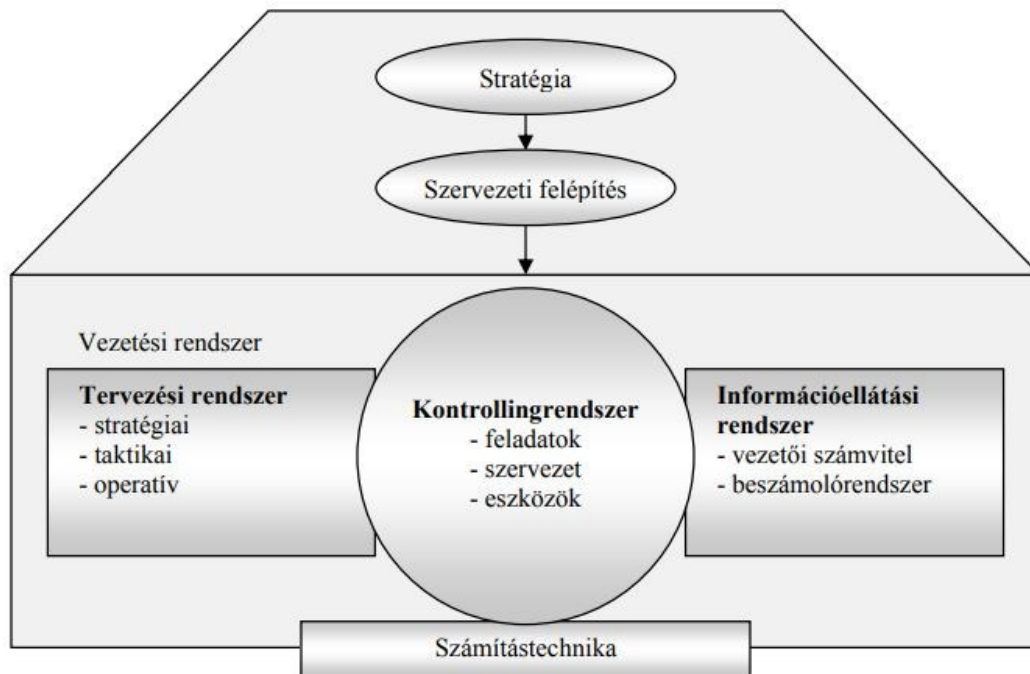 Stratégia
Szervezeti felépítés
Vezetési rendszer
Tervezési rendszer
- stratégiai
- taktikai
- operatív
Kontrollingrendszer
- feladatok
- szervezet
- eszközök
Információellátási
rendszer
- vezetői számvitel
- beszámolórendszer
Számítástechnika